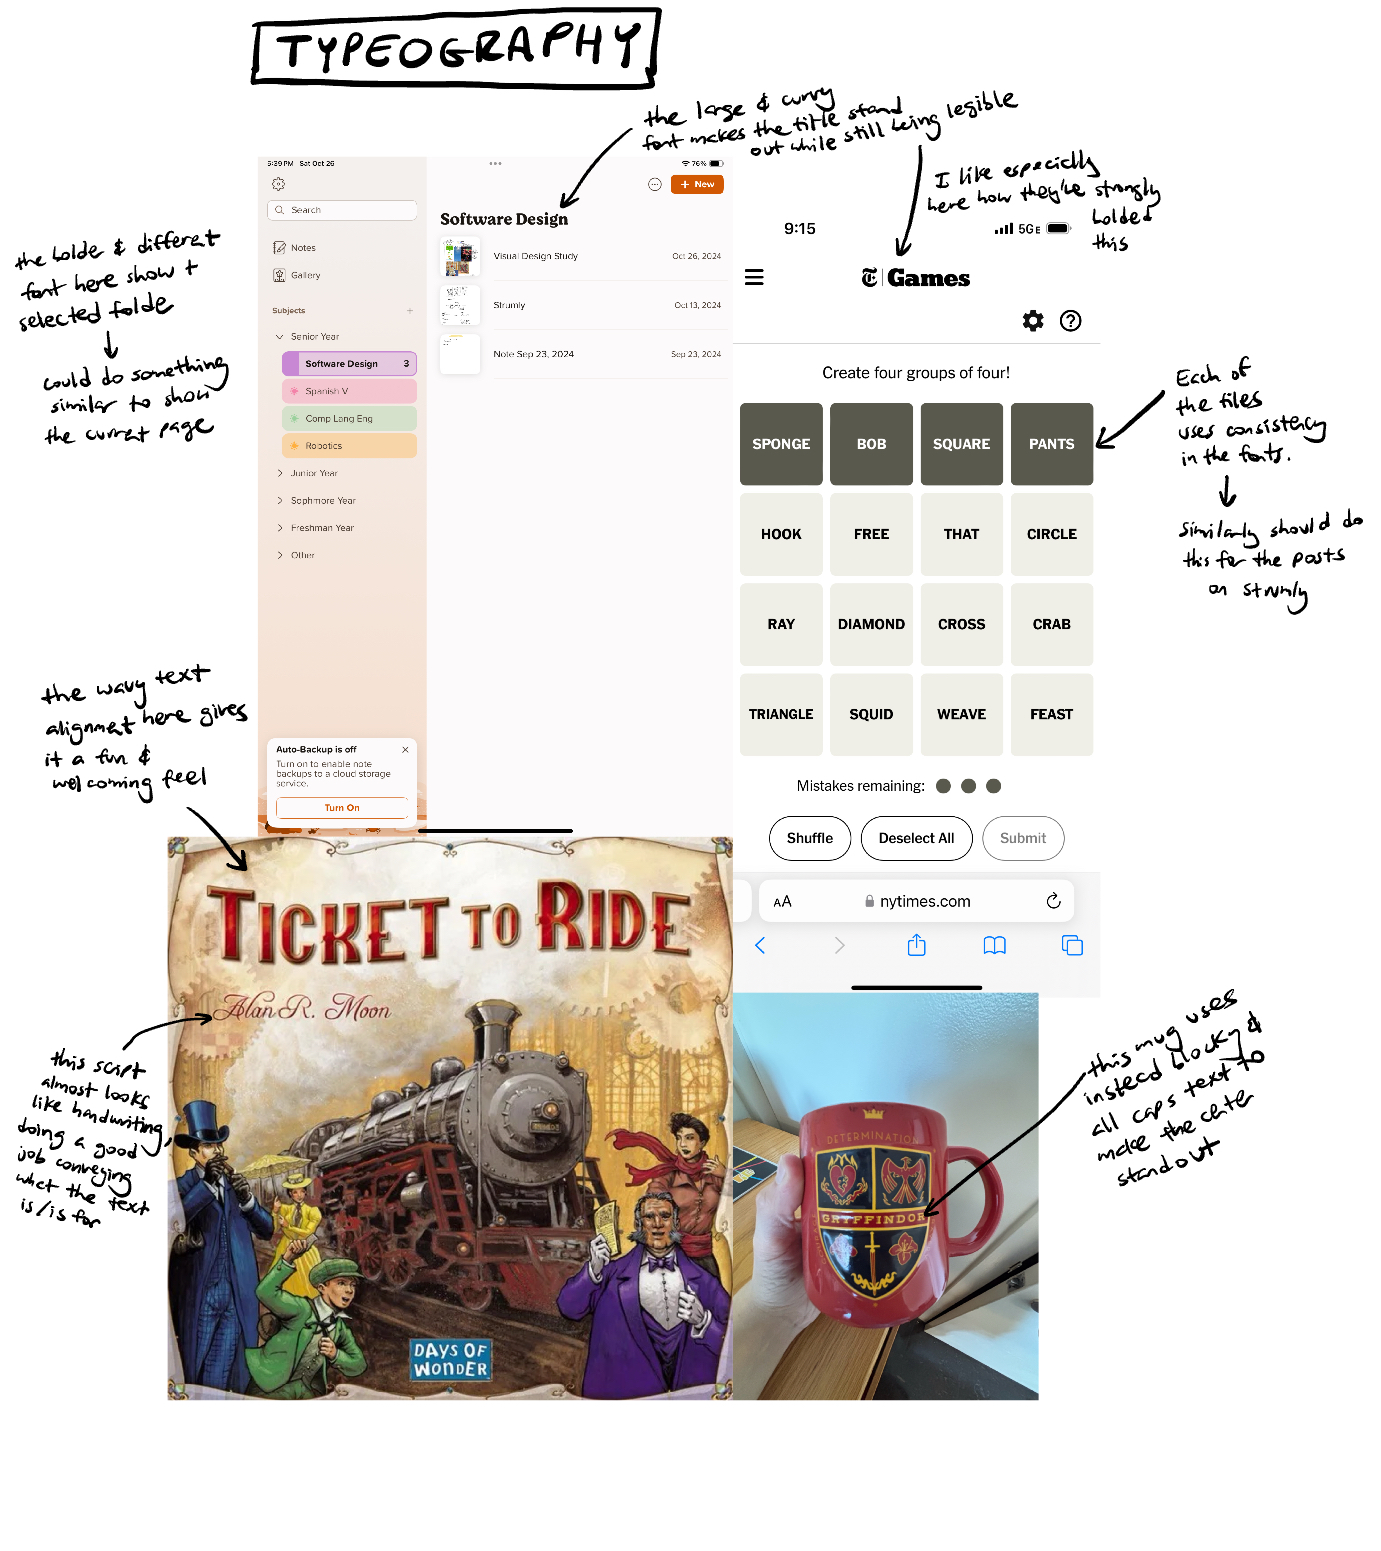 TYPEOGRAPHY
the large & curvy
font makes the title stand
out while still being legible
I like especially
here how they've strongly
bolded
this
the bolde & different
font here show t
selected folde
could do something
similar to show
the current page
5:39 PM Sat Oct 26
76%
Search
Notes
Gallery
Subjects
Senior Year
Software Design 3
Spanish V
Comp Lang Eng
Robotics
Junior Year
Sophmore Year
Freshman Year
Other
Auto-Backup is off
Turn on to enable note
backups to a cloud storage
service.
Turn On
+ New
Software Design
Visual Design Study Oct 26, 2024
Strumly Oct 13, 2024
Note Sep 23, 2024 Sep 23, 2024
9:15 5GE
T Games
Create four groups of four!
SPONGE BOB SQUARE PANTS
HOOK FREE THAT CIRCLE
RAY DIAMOND CROSS CRAB
TRIANGLE SQUID WEAVE FEAST
Mistakes remaining:
Shuffle Deselect All Submit
AA nytimes.com
Each of
the tiles
uses consistency
in the fonts.
Similarly should do
this for the posts
on strumly
the wavy text
alignment here gives
it a fun &
welcoming feel
TICKET TO RIDE
Alan R. Moon
DAYS OF
WONDER
this script
almost looks
like handwriting
doing a good
job conveying
what the text
is/is for
this mug uses
instead blocky &
all caps text to
make the center
standout
DETERMINATION
GRYFFINDOR